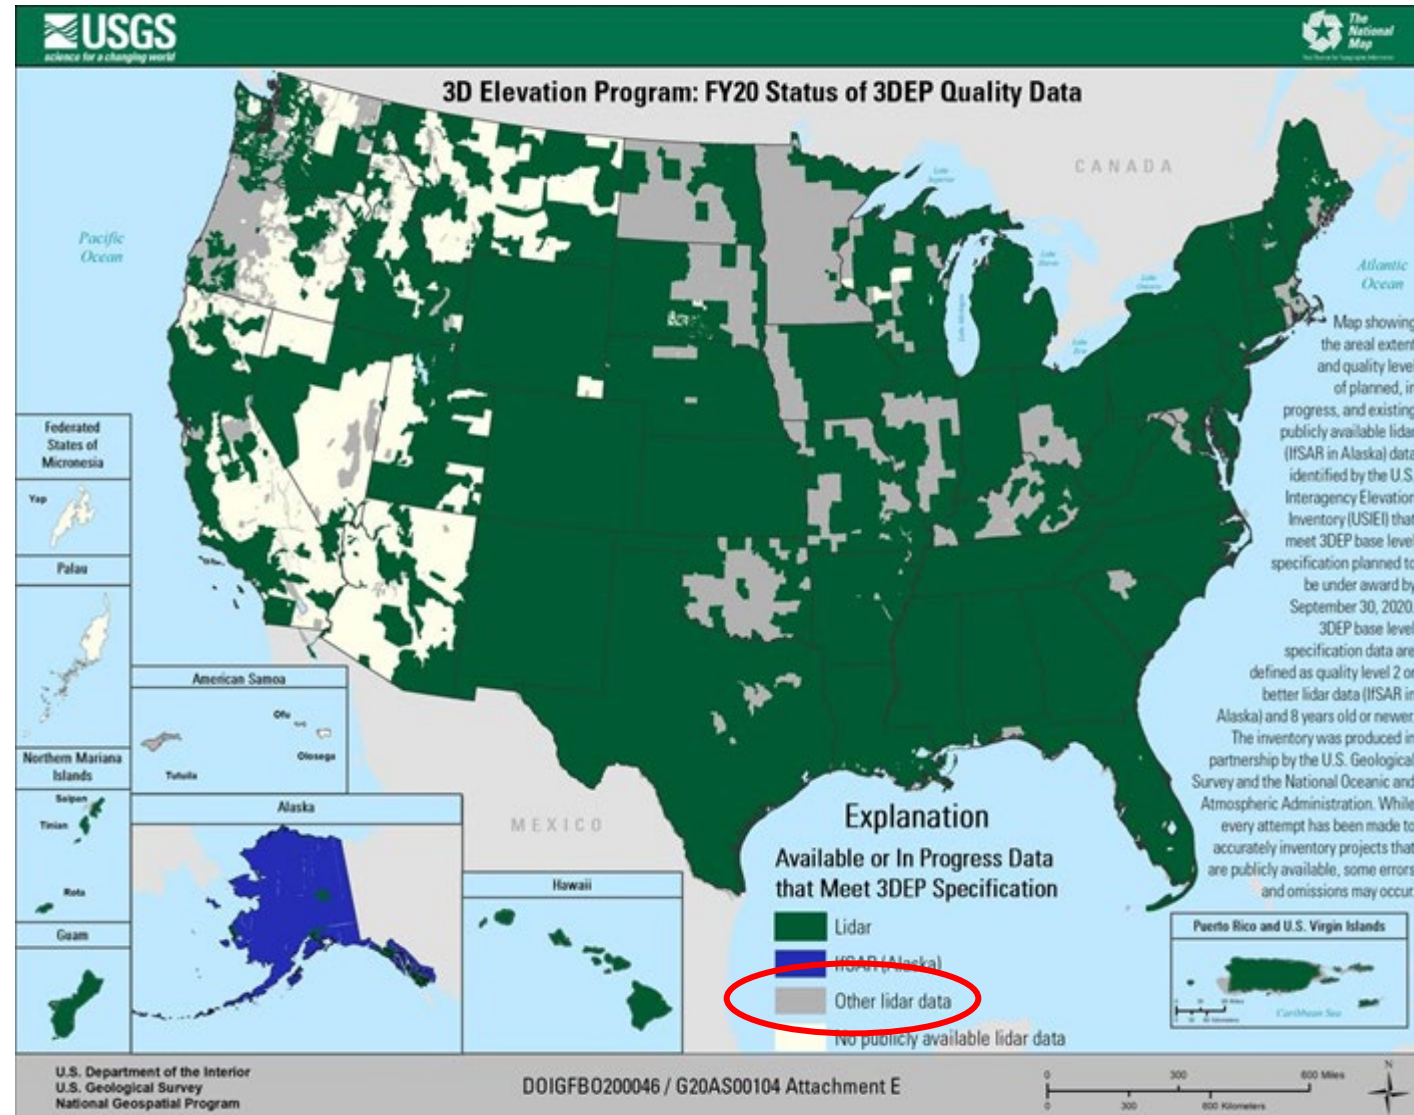 USGS
science for a changing world
The
National
Map
3D Elevation Program: FY20 Status of 3DEP Quality Data
CANADA
Lake
Superior
Pacific
Ocean
Lake
Huron
Lake
Ontario
Lake Michigan
Lake
Erie
Atlantic
Ocean
Map showing
the areal extent
and quality level
of planned, in
progress, and existing
publicly available lidar
(IfSAR in Alaska) data
identified by the U.S.
Interagency Elevation
Inventory (USIEI) that
meet 3DEP base level
specification planned to
be under award by
September 30, 2020.
3DEP base level
specification data are
defined as quality level 2 or
better lidar data (IfSAR in
Alaska) and 8 years old or newer.
The inventory was produced in
partnership by the U.S. Geological
Survey and the National Oceanic and
Atmospheric Administration. While
every attempt has been made to
accurately inventory projects that
are publicly available, some errors
and omissions may occur.
Federated
States of
Micronesia
Yap
Palau
American Samoa
Ofu
Olosega
Tutuila
Northern Mariana
Islands
Saipan
Tinian
Rota
Guam
Alaska
MEXICO
Hawaii
Explanation
Available or In Progress Data
that Meet 3DEP Specification
Lidar
IfSAR (Alaska)
Other lidar data
No publicly available lidar data
Puerto Rico and U.S. Virgin Islands
Caribbean Sea
U.S. Department of the Interior
U.S. Geological Survey
National Geospatial Program
DOIGFBO200046 / G20AS00104 Attachment E
0 300 600 Miles
0 300 600 Kilometers
N